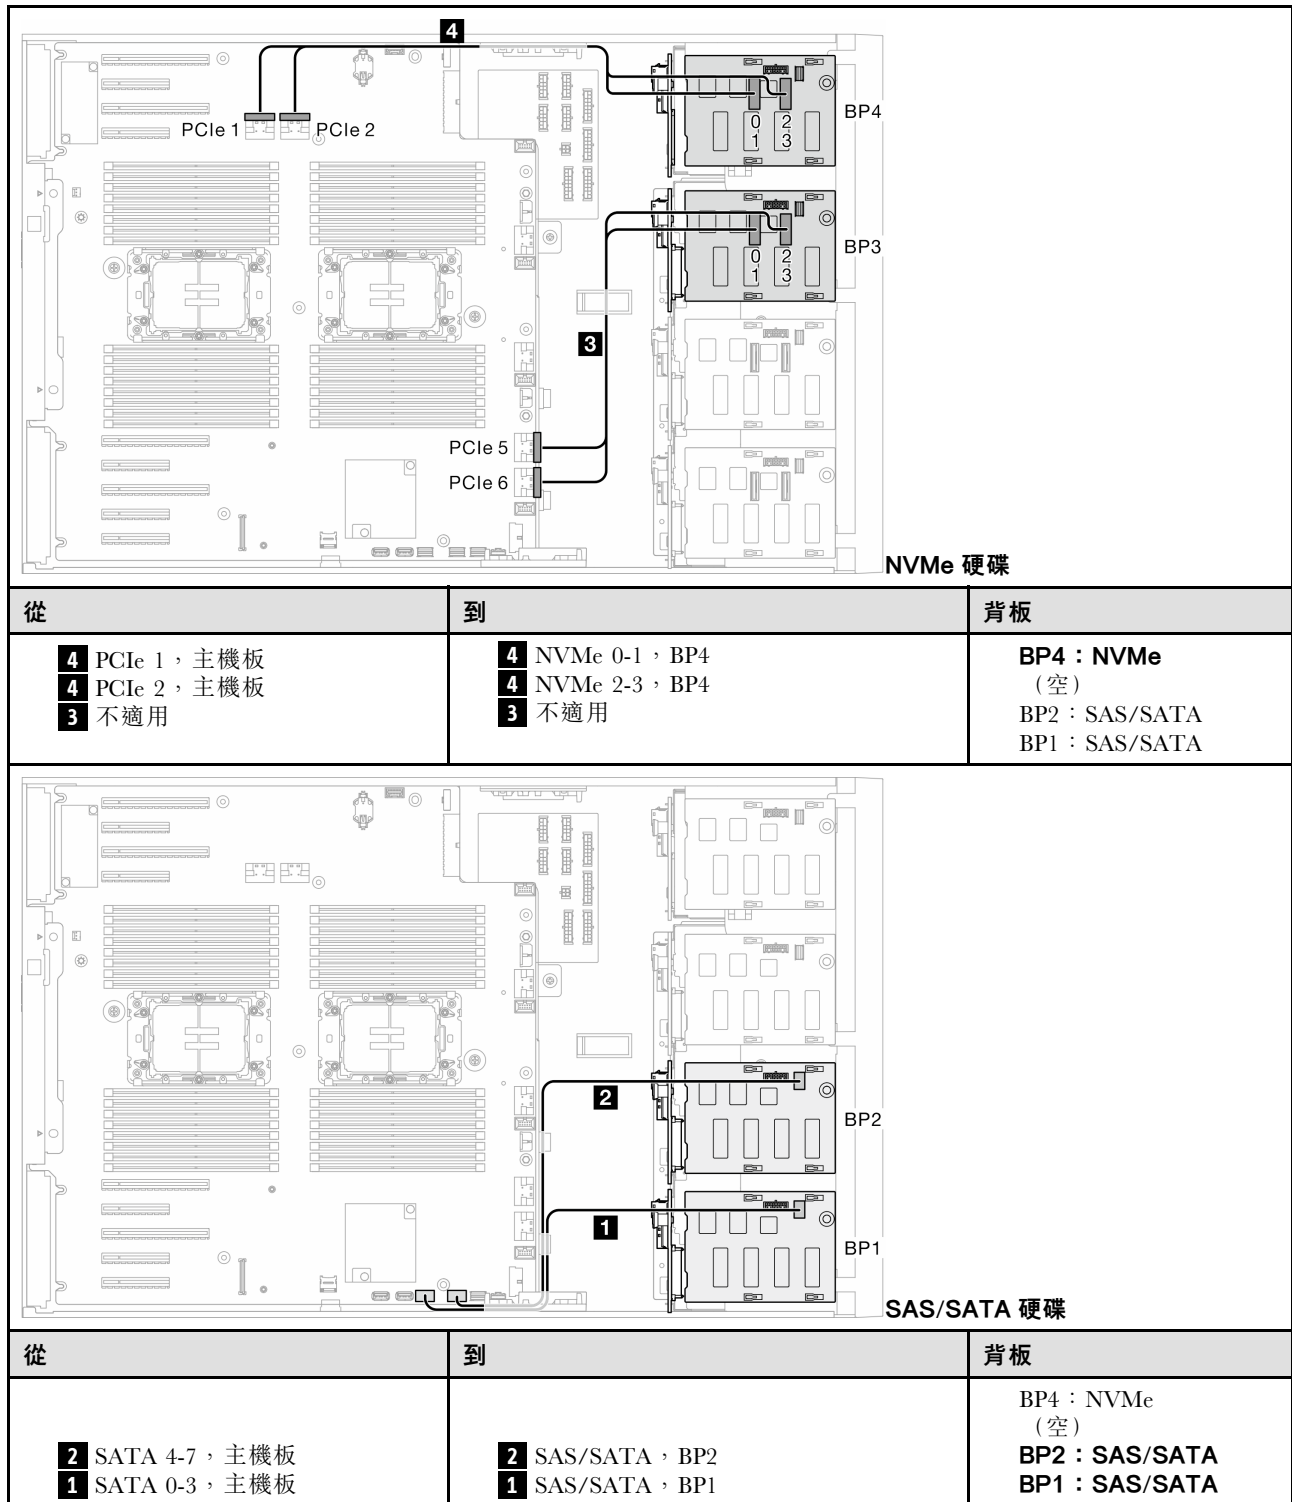 4
PCIe 1
PCIe 2
BP4
0 2
1 3
BP3
0 2
1 3
3
PCIe 5
PCIe 6
NVMe 硬碟
從 到 背板
4 PCIe 1，主機板
4 PCIe 2，主機板
3 不適用
4 NVMe 0-1，BP4
4 NVMe 2-3，BP4
3 不適用
BP4：NVMe
（空）
BP2：SAS/SATA
BP1：SAS/SATA
2
BP2
1
BP1
SAS/SATA 硬碟
從 到 背板
2 SATA 4-7，主機板
1 SATA 0-3，主機板
2 SAS/SATA，BP2
1 SAS/SATA，BP1
BP4：NVMe
（空）
BP2：SAS/SATA
BP1：SAS/SATA